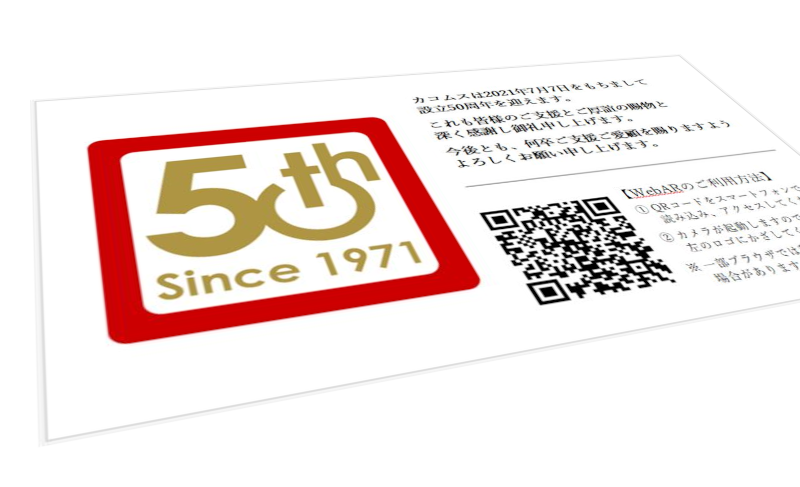 50th
Since 1971
カコムスは2021年7月7日をもちまして
設立50周年を迎えます。
これも皆様のご支援とご厚誼の賜物と
深く感謝し御礼申し上げます。
今後とも、何卒ご支援ご愛顧を賜りますよう
よろしくお願い申し上げます。
【WebARのご利用方法】
① QRコードをスマートフォンで
読み込み、アクセスしてく
② カメラが起動しますので
左のロゴにかざしてく
※一部ブラウザでは
場合があります